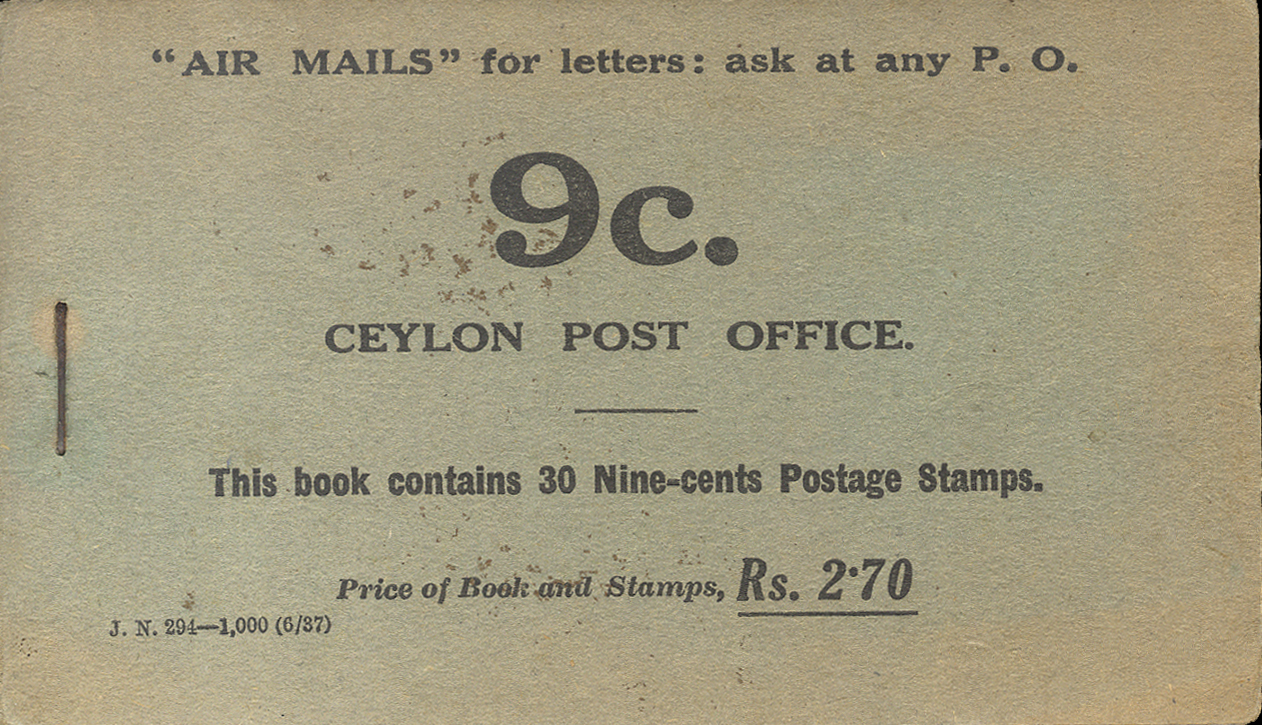 “AIR MAILS” for letters: ask at any P. O.
9c.
CEYLON POST OFFICE.
This book contains 30 Nine-cents Postage Stamps.
Price of Book and Stamps, Rs. 2·70
J. N. 294—1,000 (6/37)